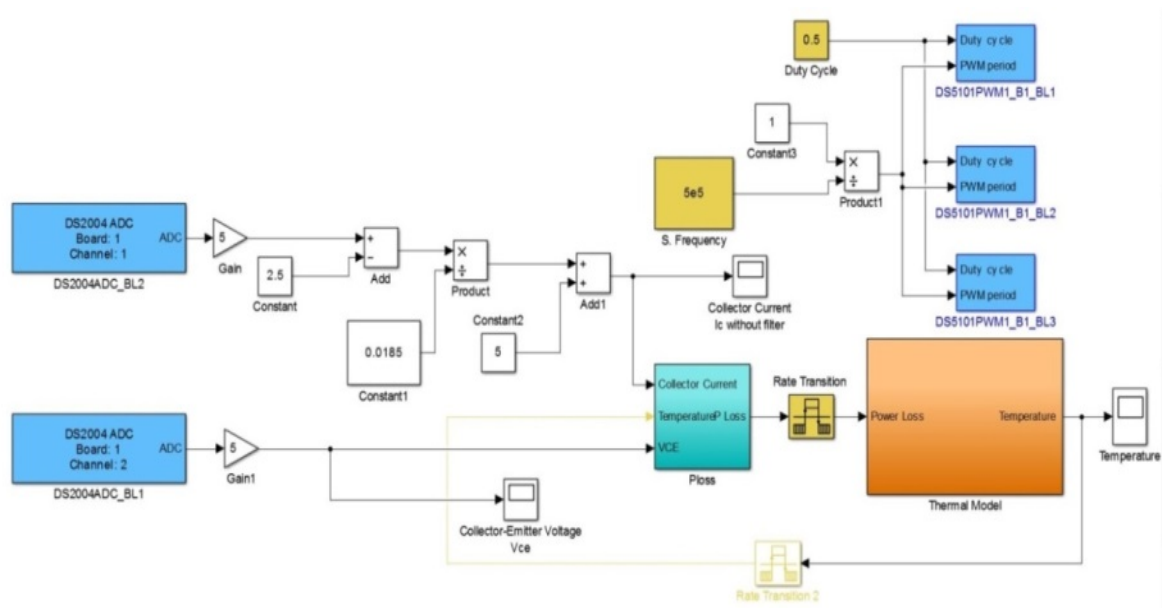 0.5
Duty Cycle
Duty cycle
PWM period
DS5101PWM1_B1_BL1
1
Constant3
5e5
S. Frequency
×
÷
Product1
Duty cycle
PWM period
DS5101PWM1_B1_BL2
Duty cycle
PWM period
DS5101PWM1_B1_BL3
DS2004 ADC
Board: 1
Channel: 1
ADC
DS2004ADC_BL2
5
Gain
2.5
Constant
+
−
Add
×
÷
Product
0.0185
Constant1
Constant2
5
+
+
Add1
Collector Current
Ic without filter
DS2004 ADC
Board: 1
Channel: 2
ADC
DS2004ADC_BL1
5
Gain1
Collector-Emitter Voltage
Vce
Collector Current
TemperatureP Loss
VCE
Ploss
Rate Transition
Power Loss
Temperature
Thermal Model
Temperature
Rate Transition 2